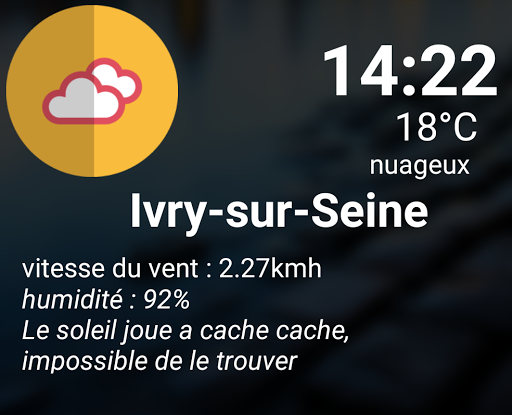 14:22
18°C
nuageux
Ivry-sur-Seine
vitesse du vent : 2.27kmh
humidité : 92%
Le soleil joue a cache cache,
impossible de le trouver